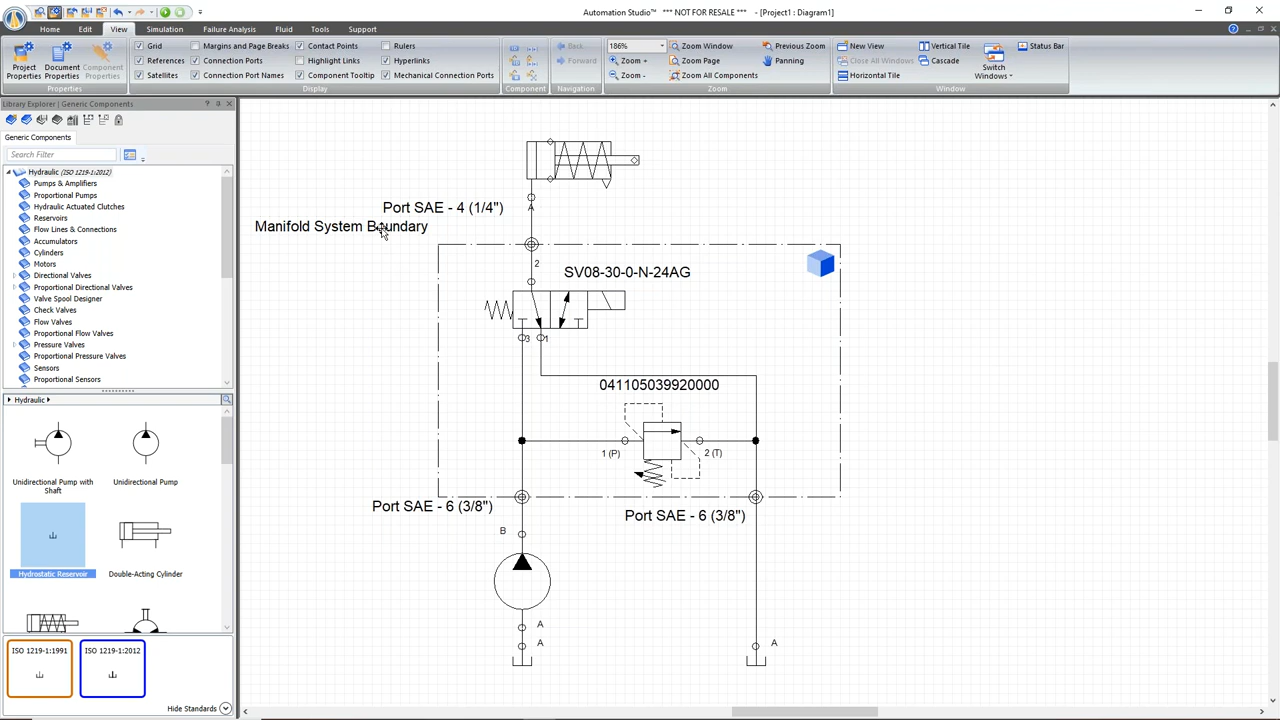 Automation Studio™ *** NOT FOR RESALE *** - [Project1 : Diagram1]
Home Edit View Simulation Failure Analysis Fluid Tools Support
Project Properties
Document Properties
Component Properties
Properties
Grid
References
Satellites
Margins and Page Breaks
Connection Ports
Connection Port Names
Contact Points
Highlight Links
Component Tooltip
Rulers
Hyperlinks
Mechanical Connection Ports
Display
Component
Back
Forward
Navigation
186%
Zoom +
Zoom -
Zoom Window
Zoom Page
Zoom All Components
Previous Zoom
Panning
Zoom
New View
Close All Windows
Horizontal Tile
Vertical Tile
Cascade
Switch Windows
Status Bar
Window
Library Explorer | Generic Components
Generic Components
Search Filter
Hydraulic (ISO 1219-1:2012)
Pumps & Amplifiers
Proportional Pumps
Hydraulic Actuated Clutches
Reservoirs
Flow Lines & Connections
Accumulators
Cylinders
Motors
Directional Valves
Proportional Directional Valves
Valve Spool Designer
Check Valves
Flow Valves
Proportional Flow Valves
Pressure Valves
Proportional Pressure Valves
Sensors
Proportional Sensors
Hydraulic
Unidirectional Pump with Shaft
Unidirectional Pump
Hydrostatic Reservoir
Double-Acting Cylinder
ISO 1219-1:1991
ISO 1219-1:2012
Hide Standards
A
Port SAE - 4 (1/4")
Manifold System Boundary
2
SV08-30-0-N-24AG
3
1
041105039920000
1 (P)
2 (T)
Port SAE - 6 (3/8")
Port SAE - 6 (3/8")
B
A
A
A